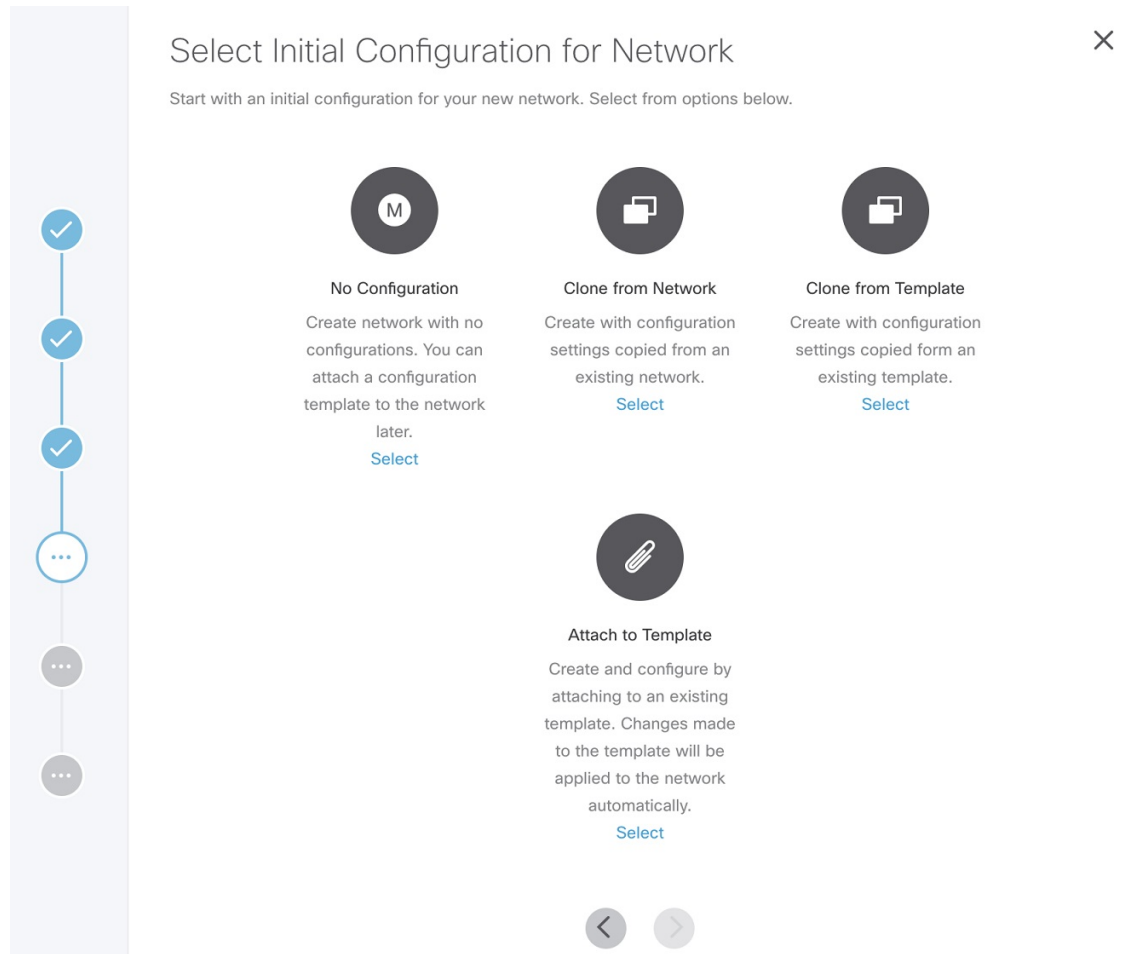 Select Initial Configuration for Network
Start with an initial configuration for your new network. Select from options below.
M
No Configuration
Create network with no
configurations. You can
attach a configuration
template to the network
later.
Select
Clone from Network
Create with configuration
settings copied from an
existing network.
Select
Clone from Template
Create with configuration
settings copied form an
existing template.
Select
Attach to Template
Create and configure by
attaching to an existing
template. Changes made
to the template will be
applied to the network
automatically.
Select